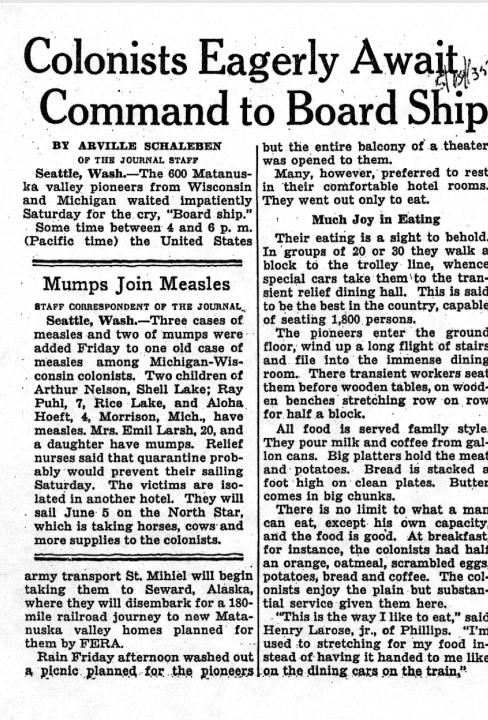 Colonists Eagerly Await
Command to Board Ship
BY ARVILLE SCHALEBEN
OF THE JOURNAL STAFF
Seattle, Wash.—The 600 Matanus-
ka valley pioneers from Wisconsin
and Michigan waited impatiently
Saturday for the cry, "Board ship."
Some time between 4 and 6 p. m.
(Pacific time) the United States
Mumps Join Measles
STAFF CORRESPONDENT OF THE JOURNAL
Seattle, Wash.—Three cases of
measles and two of mumps were
added Friday to one old case of
measles among Michigan-Wis-
consin colonists. Two children of
Arthur Nelson, Shell Lake; Ray
Puhl, 7, Rice Lake, and Aloha
Hoeft, 4, Morrison, Mich., have
measles. Mrs. Emil Larsh, 20, and
a daughter have mumps. Relief
nurses said that quarantine prob-
ably would prevent their sailing
Saturday. The victims are iso-
lated in another hotel. They will
sail June 5 on the North Star,
which is taking horses, cows and
more supplies to the colonists.
army transport St. Mihiel will begin
taking them to Seward, Alaska,
where they will disembark for a 180-
mile railroad journey to new Mata-
nuska valley homes planned for
them by FERA.
Rain Friday afternoon washed out
a picnic planned for the pioneers
but the entire balcony of a theater
was opened to them.
Many, however, preferred to rest
in their comfortable hotel rooms.
They went out only to eat.
Much Joy in Eating
Their eating is a sight to behold.
In groups of 20 or 30 they walk a
block to the trolley line, whence
special cars take them to the tran-
sient relief dining hall. This is said
to be the best in the country, capable
of seating 1,800 persons.
The pioneers enter the ground
floor, wind up a long flight of stairs
and file into the immense dining
room. There transient workers seat
them before wooden tables, on wood-
en benches stretching row on row
for half a block.
All food is served family style.
They pour milk and coffee from gal-
lon cans. Big platters hold the meat
and potatoes. Bread is stacked a
foot high on clean plates. Butter
comes in big chunks.
There is no limit to what a man
can eat, except his own capacity,
and the food is good. At breakfast,
for instance, the colonists had half
an orange, oatmeal, scrambled eggs,
potatoes, bread and coffee. The col-
onists enjoy the plain but substan-
tial service given them here.
"This is the way I like to eat," said
Henry Larose, jr., of Phillips. "I'm
used to stretching for my food in-
stead of having it handed to me like
on the dining cars on the train."